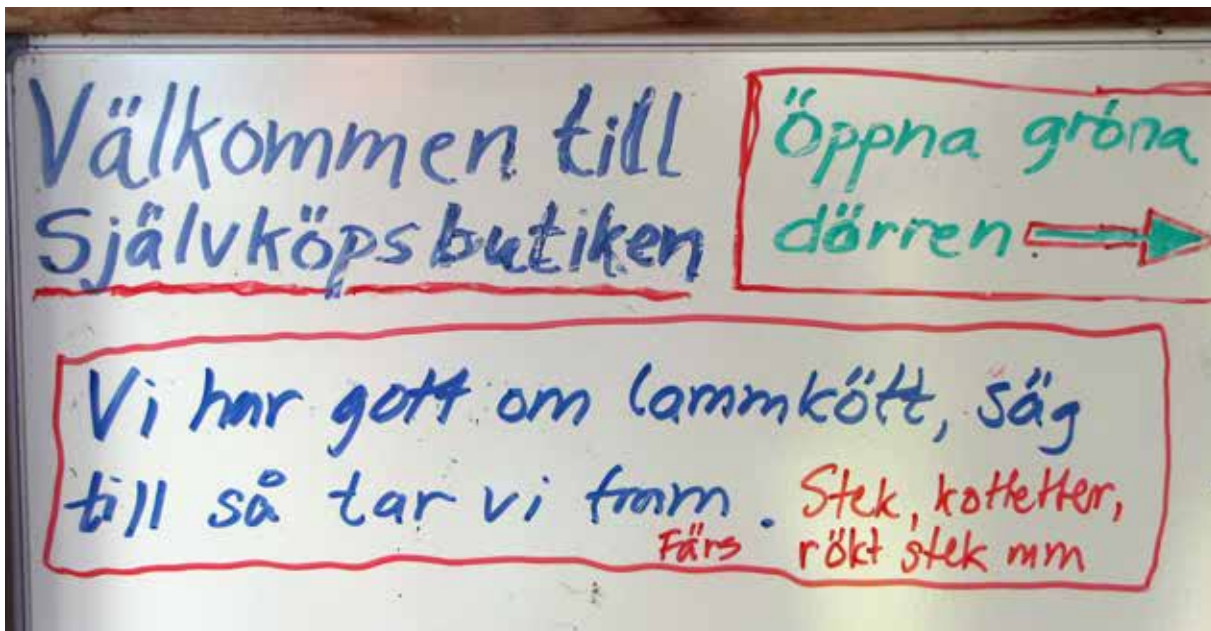 Välkommen till
Självköpsbutiken
Öppna gröna
dörren
Vi har gott om lammkött, säg
till så tar vi fram.
Stek, kotletter,
Färs rökt stek mm